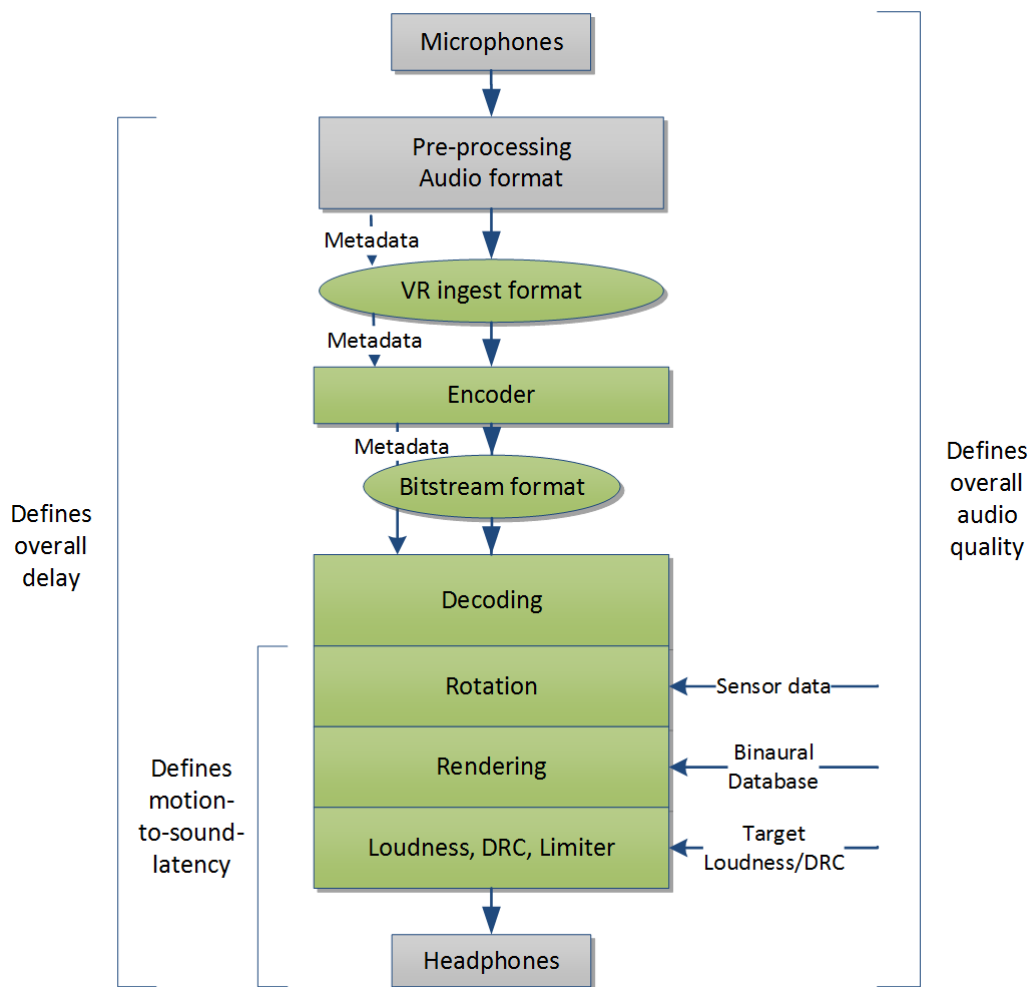 Microphones
Pre-processing
Audio format
Metadata
VR ingest format
Metadata
Encoder
Metadata
Bitstream format
Defines
overall
delay
Defines
overall
audio
quality
Decoding
Rotation
Sensor data
Defines
motion-
to-sound-
latency
Rendering
Binaural
Database
Loudness, DRC, Limiter
Target
Loudness/DRC
Headphones